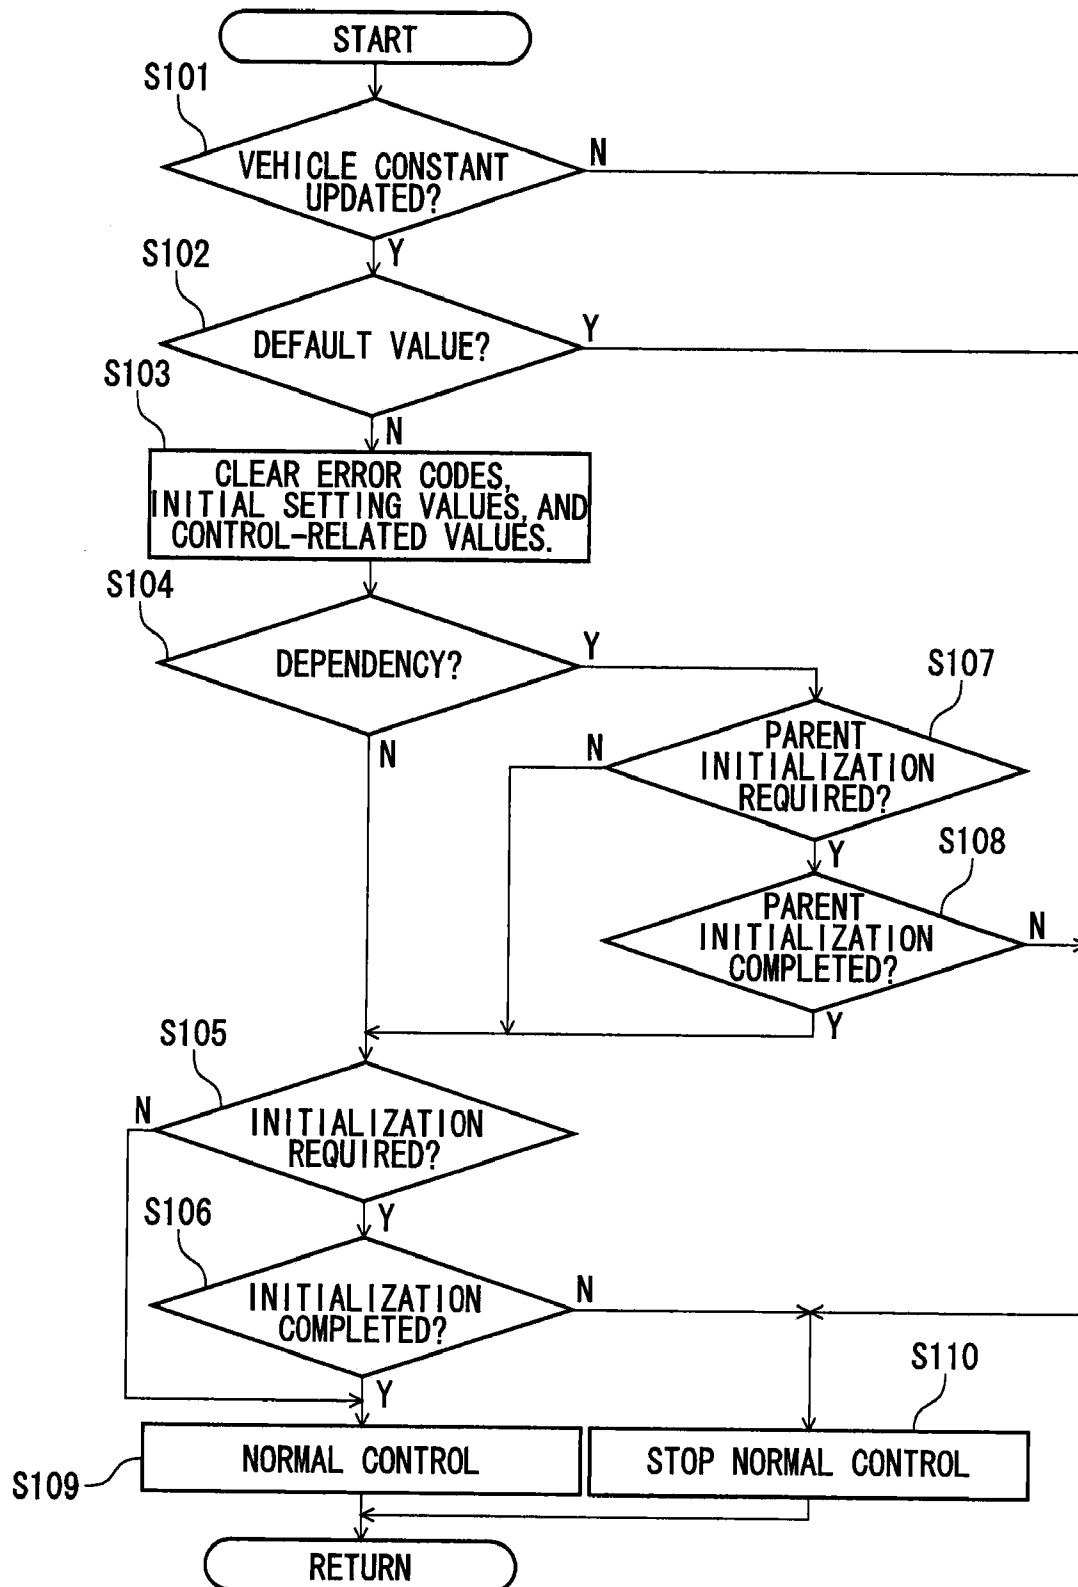 START
S101
VEHICLE CONSTANT
UPDATED?
N
Y
S102
DEFAULT VALUE?
Y
N
S103
CLEAR ERROR CODES,
INITIAL SETTING VALUES, AND
CONTROL-RELATED VALUES.
S104
DEPENDENCY?
Y
N
S107
PARENT
INITIALIZATION
REQUIRED?
N
Y
S108
PARENT
INITIALIZATION
COMPLETED?
N
Y
S105
INITIALIZATION
REQUIRED?
N
Y
S106
INITIALIZATION
COMPLETED?
N
Y
S109
NORMAL CONTROL
S110
STOP NORMAL CONTROL
RETURN